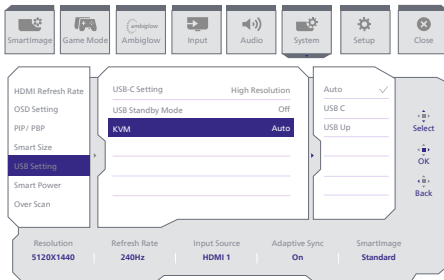 SmartImage
Game Mode
ambiglow
Ambiglow
Input
Audio
System
Setup
Close
HDMI Refresh Rate
OSD Setting
PIP/ PBP
Smart Size
USB Setting
Smart Power
Over Scan
USB-C Setting High Resolution
USB Standby Mode Off
KVM Auto
Auto
USB C
USB Up
Select
OK
Back
Resolution Refresh Rate Input Source Adaptive Sync SmartImage
5120X1440 240Hz HDMI 1 On Standard